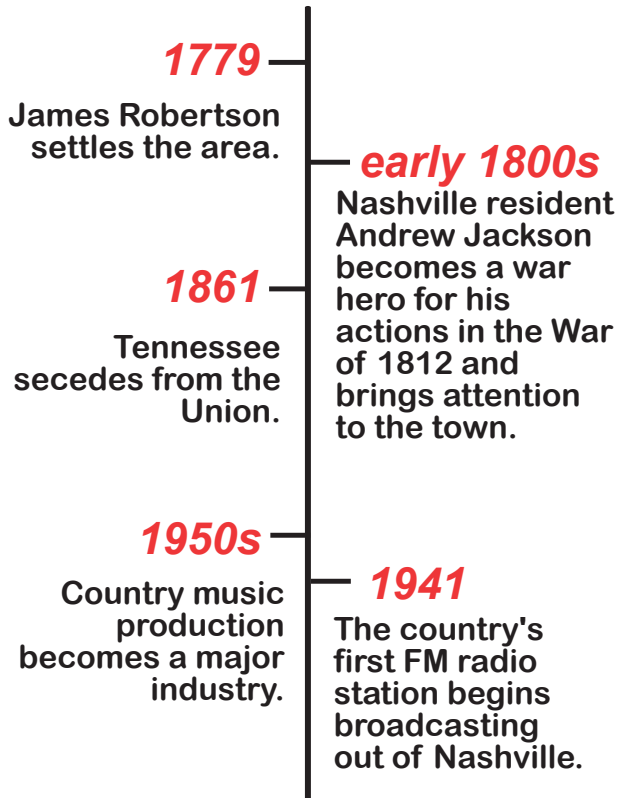 1779
James Robertson
settles the area.
early 1800s
Nashville resident
Andrew Jackson
becomes a war
hero for his
actions in the War
of 1812 and
brings attention
to the town.
1861
Tennessee
secedes from the
Union.
1950s
Country music
production
becomes a major
industry.
1941
The country's
first FM radio
station begins
broadcasting
out of Nashville.